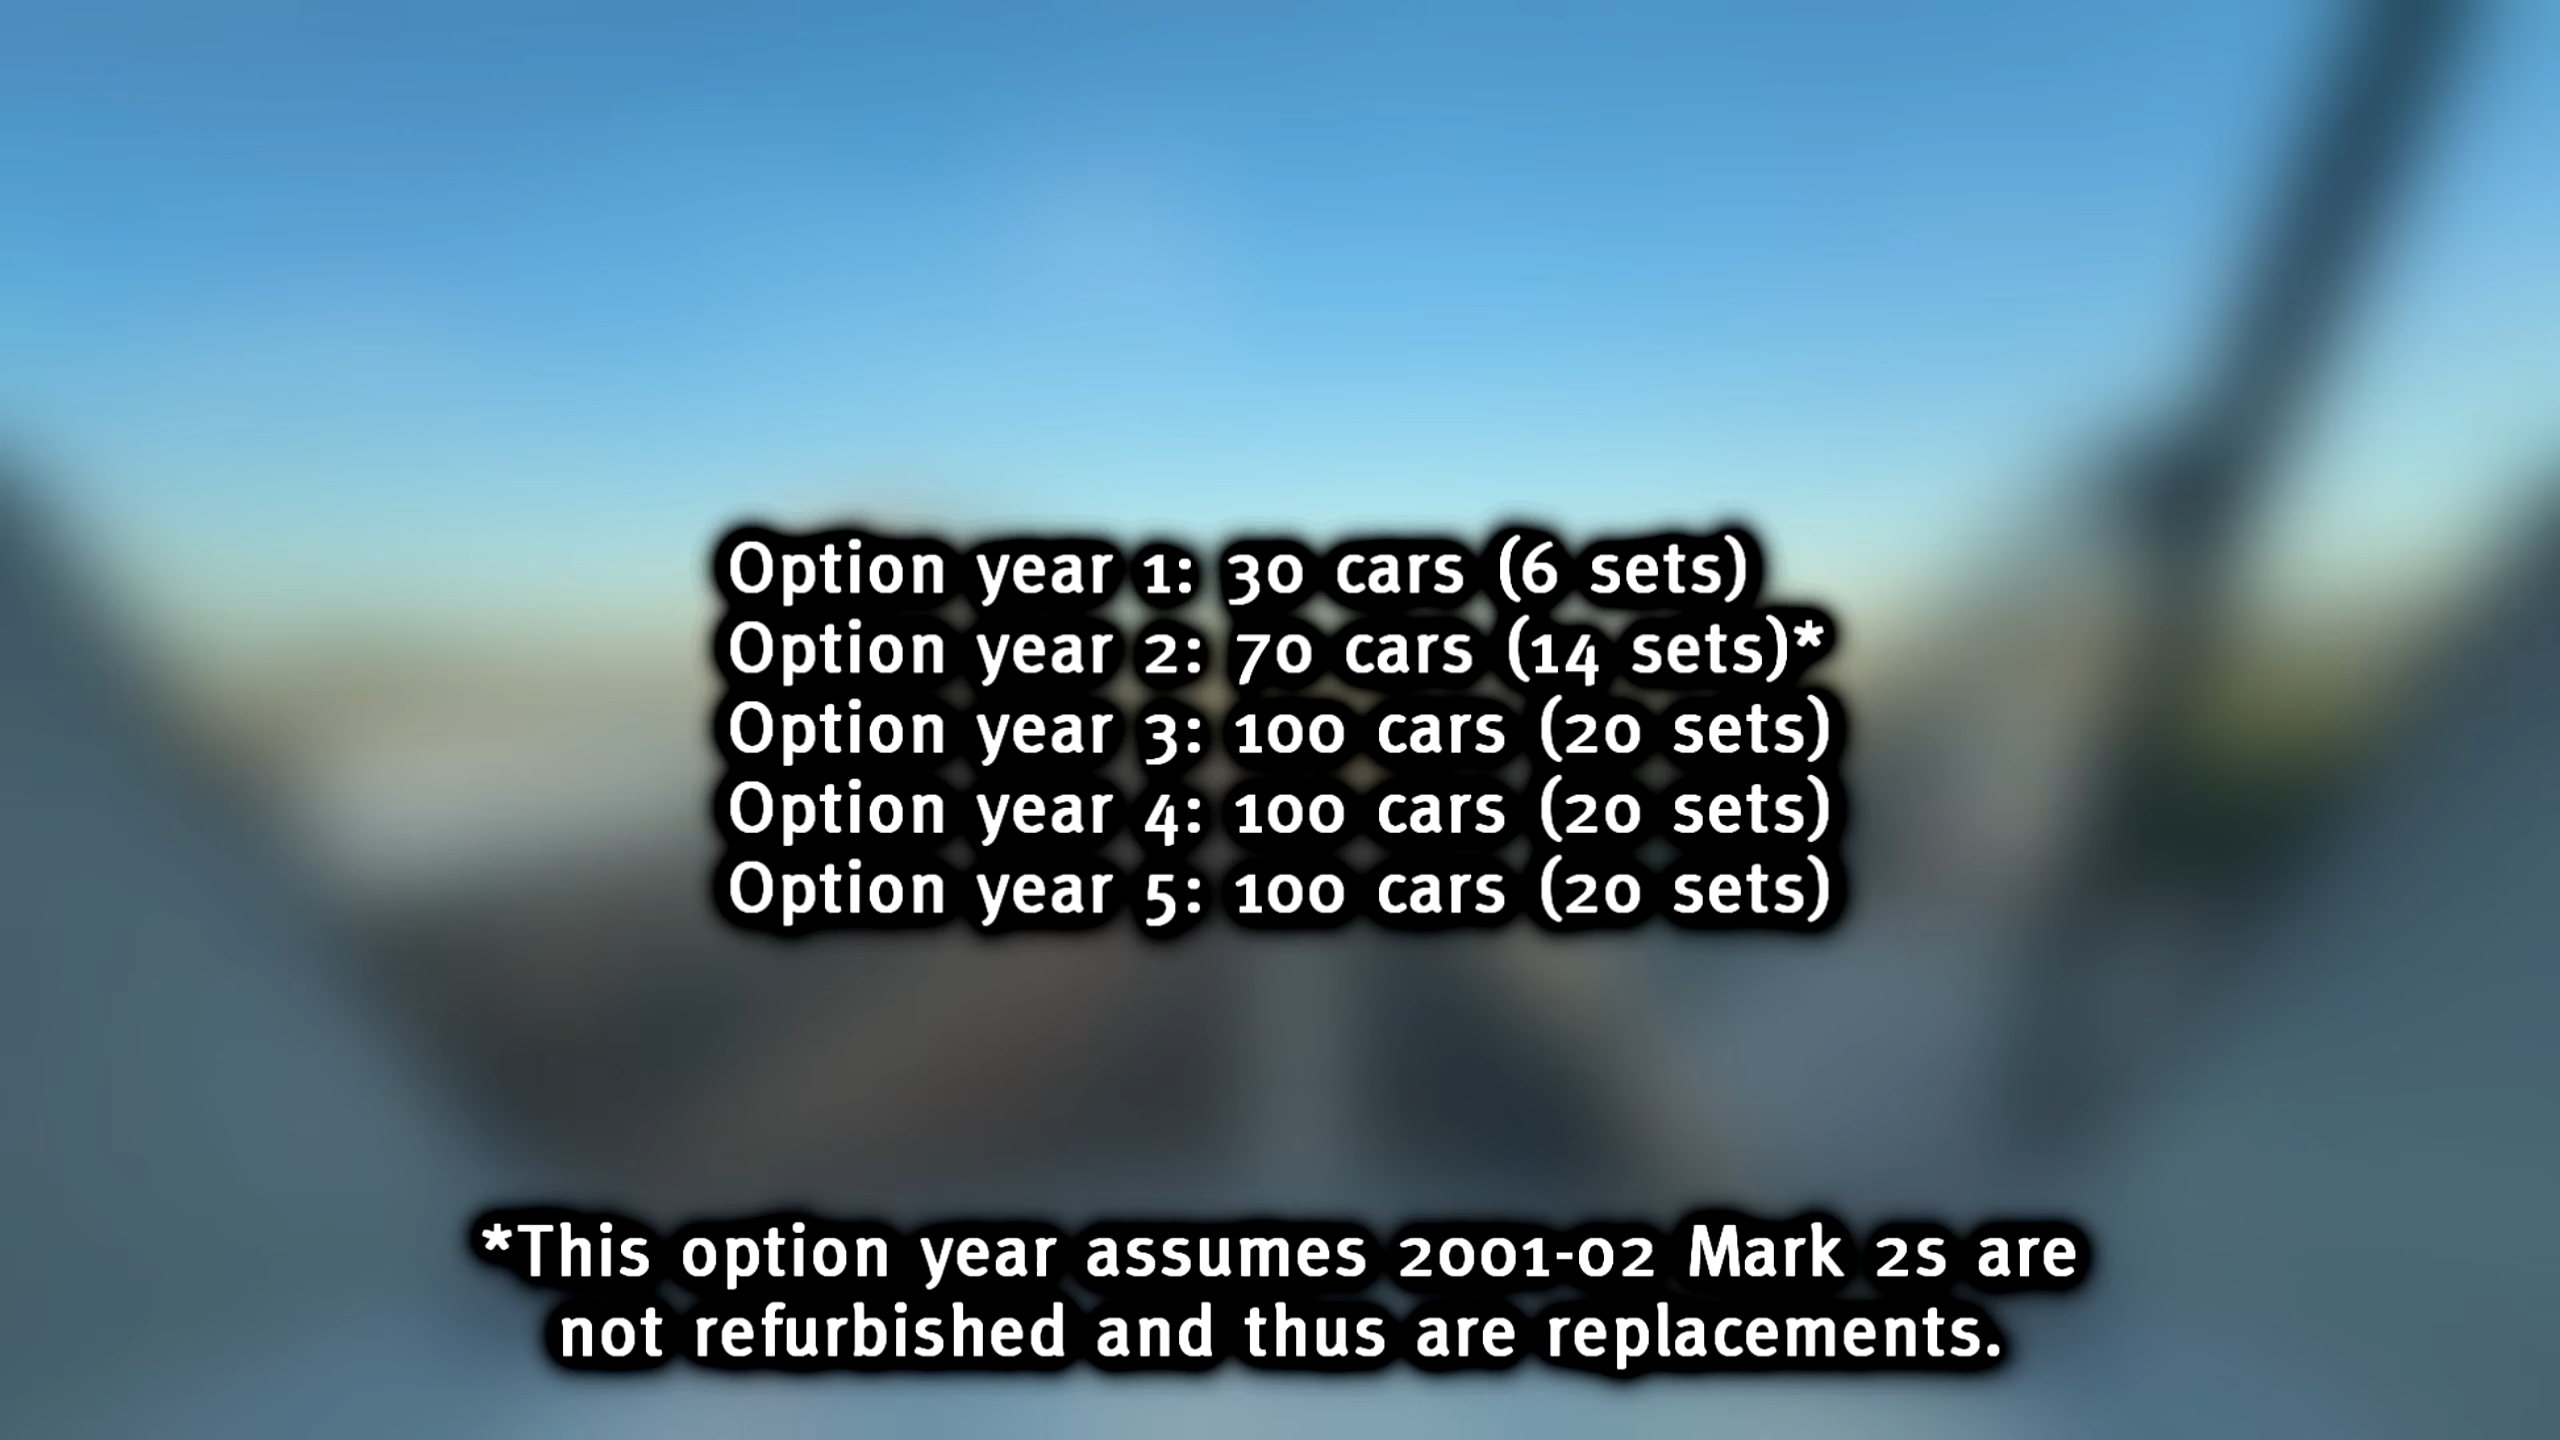 Option year 1: 30 cars (6 sets)
Option year 2: 70 cars (14 sets)*
Option year 3: 100 cars (20 sets)
Option year 4: 100 cars (20 sets)
Option year 5: 100 cars (20 sets)
*This option year assumes 2001-02 Mark 2s are
not refurbished and thus are replacements.